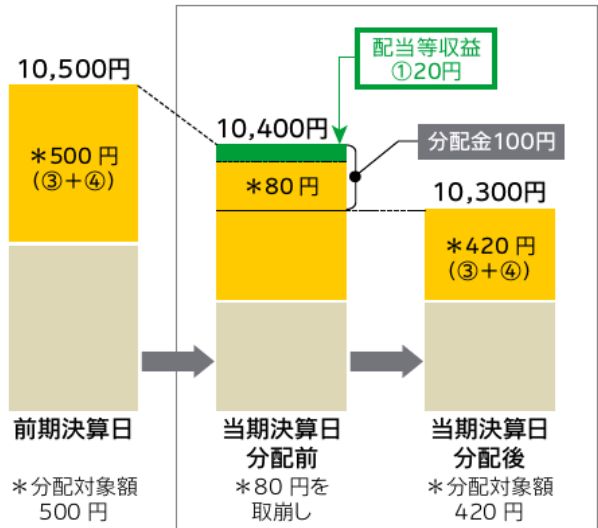 配当等収益
①20円
10,500円
10,400円
分配金100円
＊500 円
(③＋④)
＊80 円
10,300円
＊420 円
(③＋④)
前期決算日
当期決算日
分配前
当期決算日
分配後
＊分配対象額
500 円
＊80 円を
取崩し
＊分配対象額
420 円